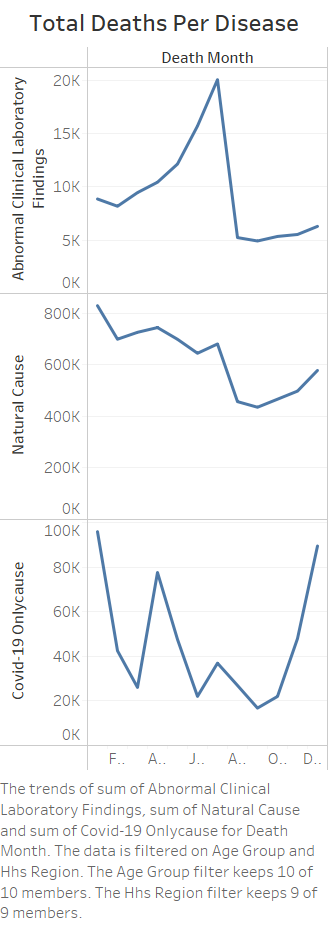 Total Deaths Per Disease
Death Month
Abnormal Clinical Laboratory
Findings
20K
15K
10K
5K
0K
Natural Cause
800K
600K
400K
200K
0K
Covid-19 Onlycause
100K
80K
60K
40K
20K
0K
F.. A.. J.. A.. O.. D..
The trends of sum of Abnormal Clinical
Laboratory Findings, sum of Natural Cause
and sum of Covid-19 Onlycause for Death
Month. The data is filtered on Age Group and
Hhs Region. The Age Group filter keeps 10 of
10 members. The Hhs Region filter keeps 9 of
9 members.